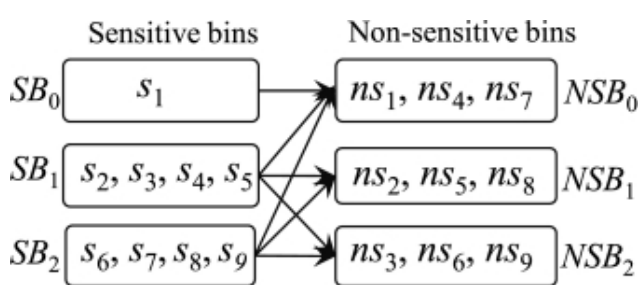 Sensitive bins Non-sensitive bins
SB₀ s₁ ns₁, ns₄, ns₇ NSB₀
SB₁ s₂, s₃, s₄, s₅ ns₂, ns₅, ns₈ NSB₁
SB₂ s₆, s₇, s₈, s₉ ns₃, ns₆, ns₉ NSB₂